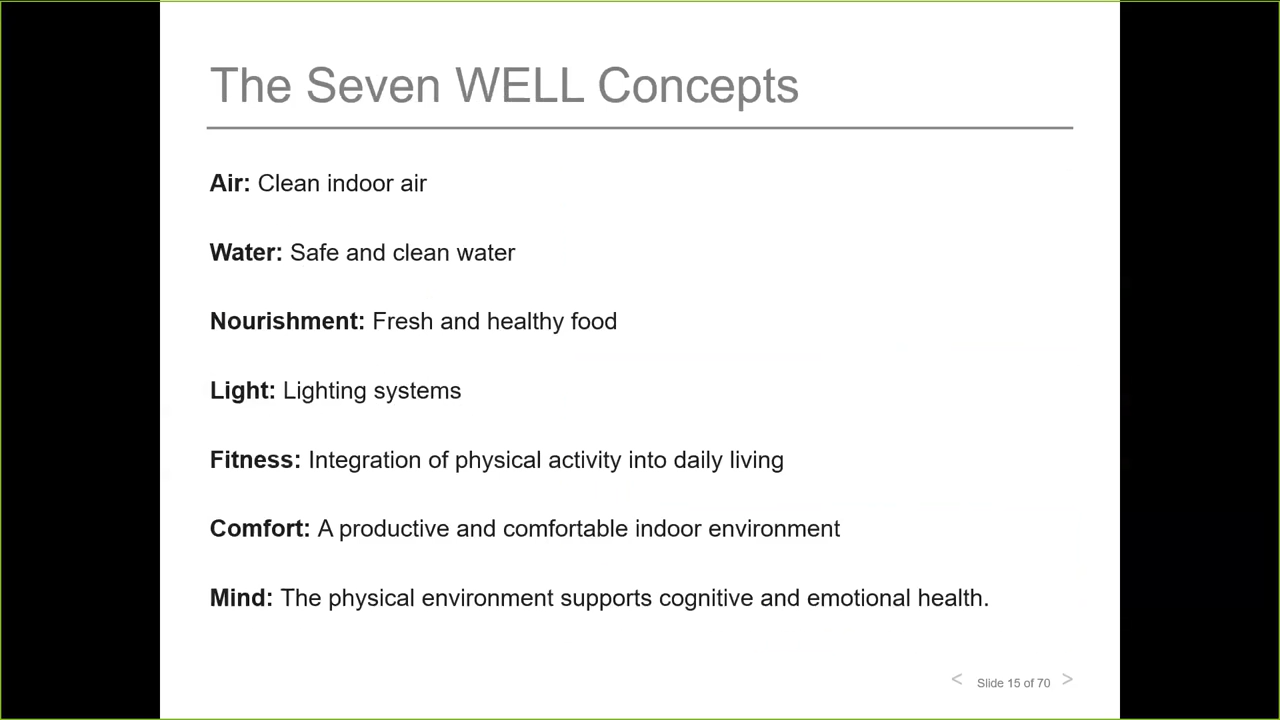 The Seven WELL Concepts
Air: Clean indoor air
Water: Safe and clean water
Nourishment: Fresh and healthy food
Light: Lighting systems
Fitness: Integration of physical activity into daily living
Comfort: A productive and comfortable indoor environment
Mind: The physical environment supports cognitive and emotional health.
< Slide 15 of 70 >